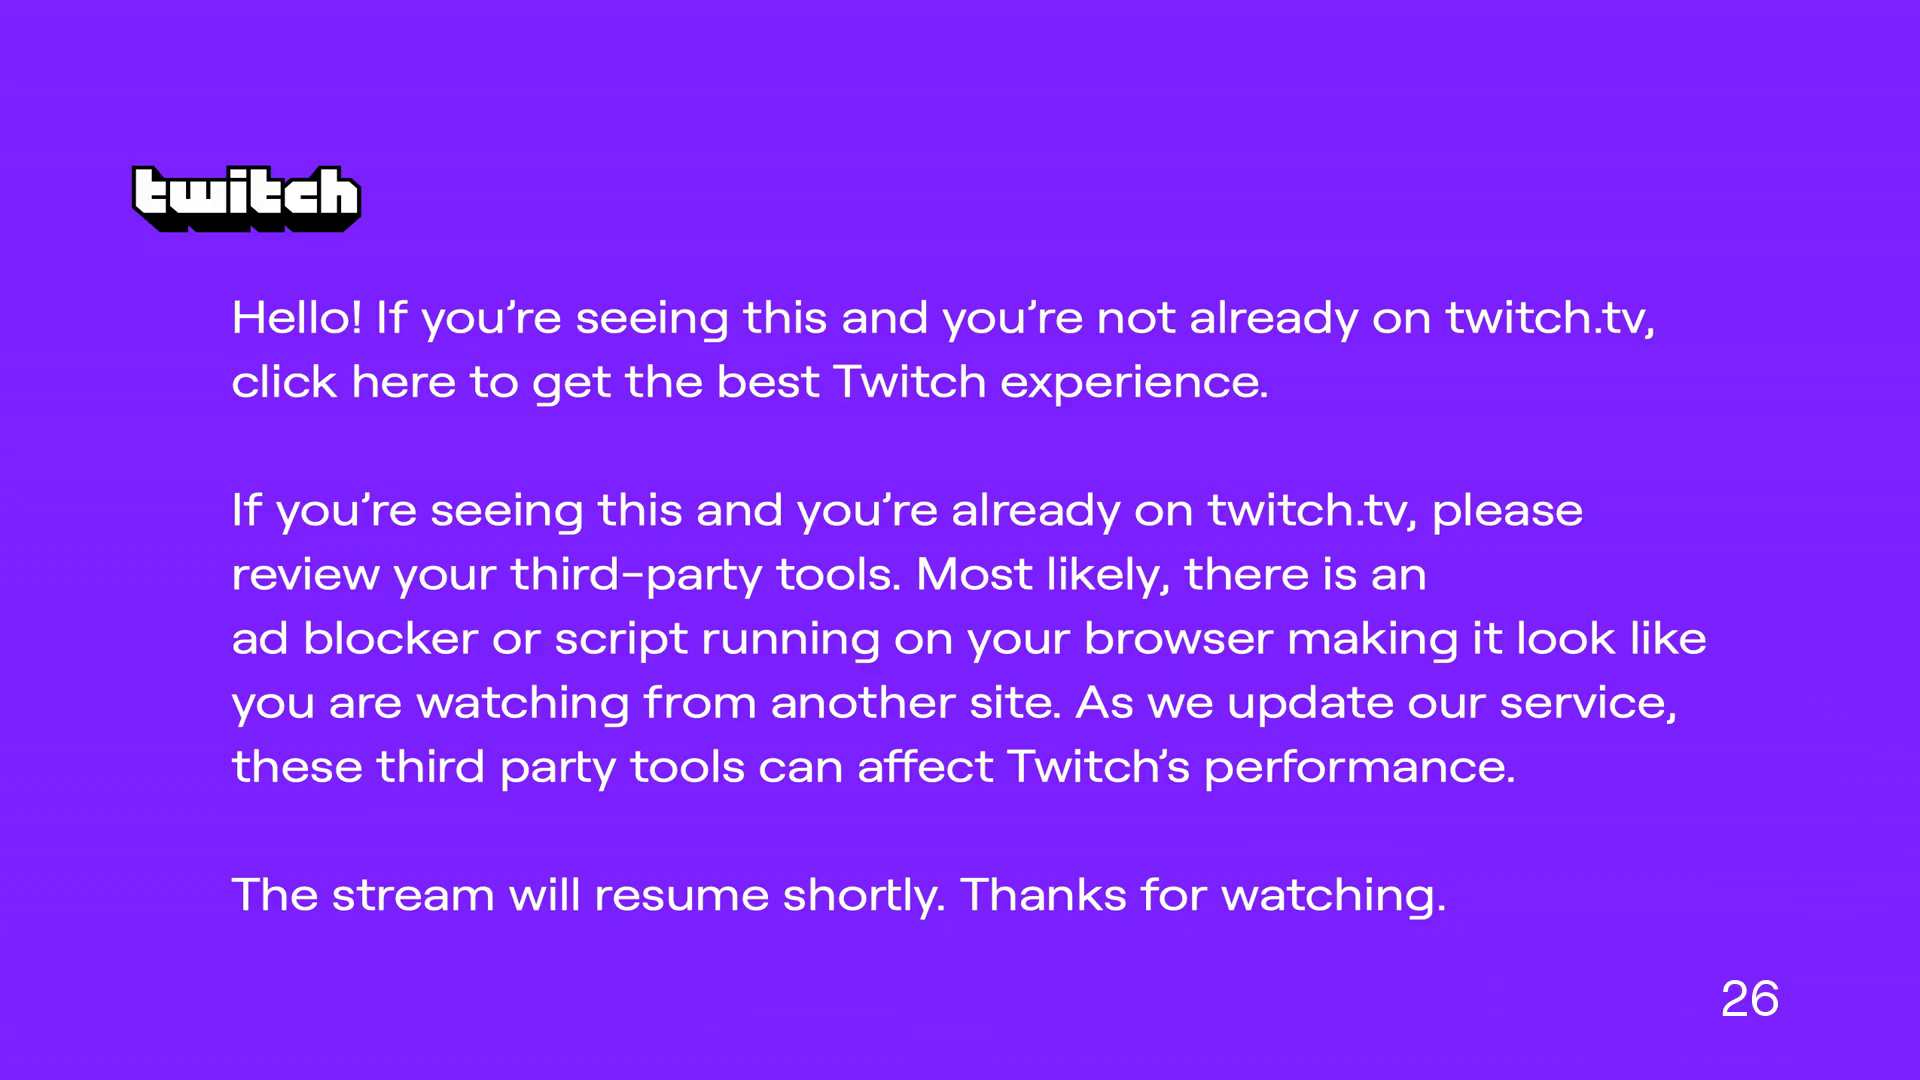 twitch
Hello! If you’re seeing this and you’re not already on twitch.tv,
click here to get the best Twitch experience.
If you’re seeing this and you’re already on twitch.tv, please
review your third-party tools. Most likely, there is an
ad blocker or script running on your browser making it look like
you are watching from another site. As we update our service,
these third party tools can affect Twitch’s performance.
The stream will resume shortly. Thanks for watching.
26